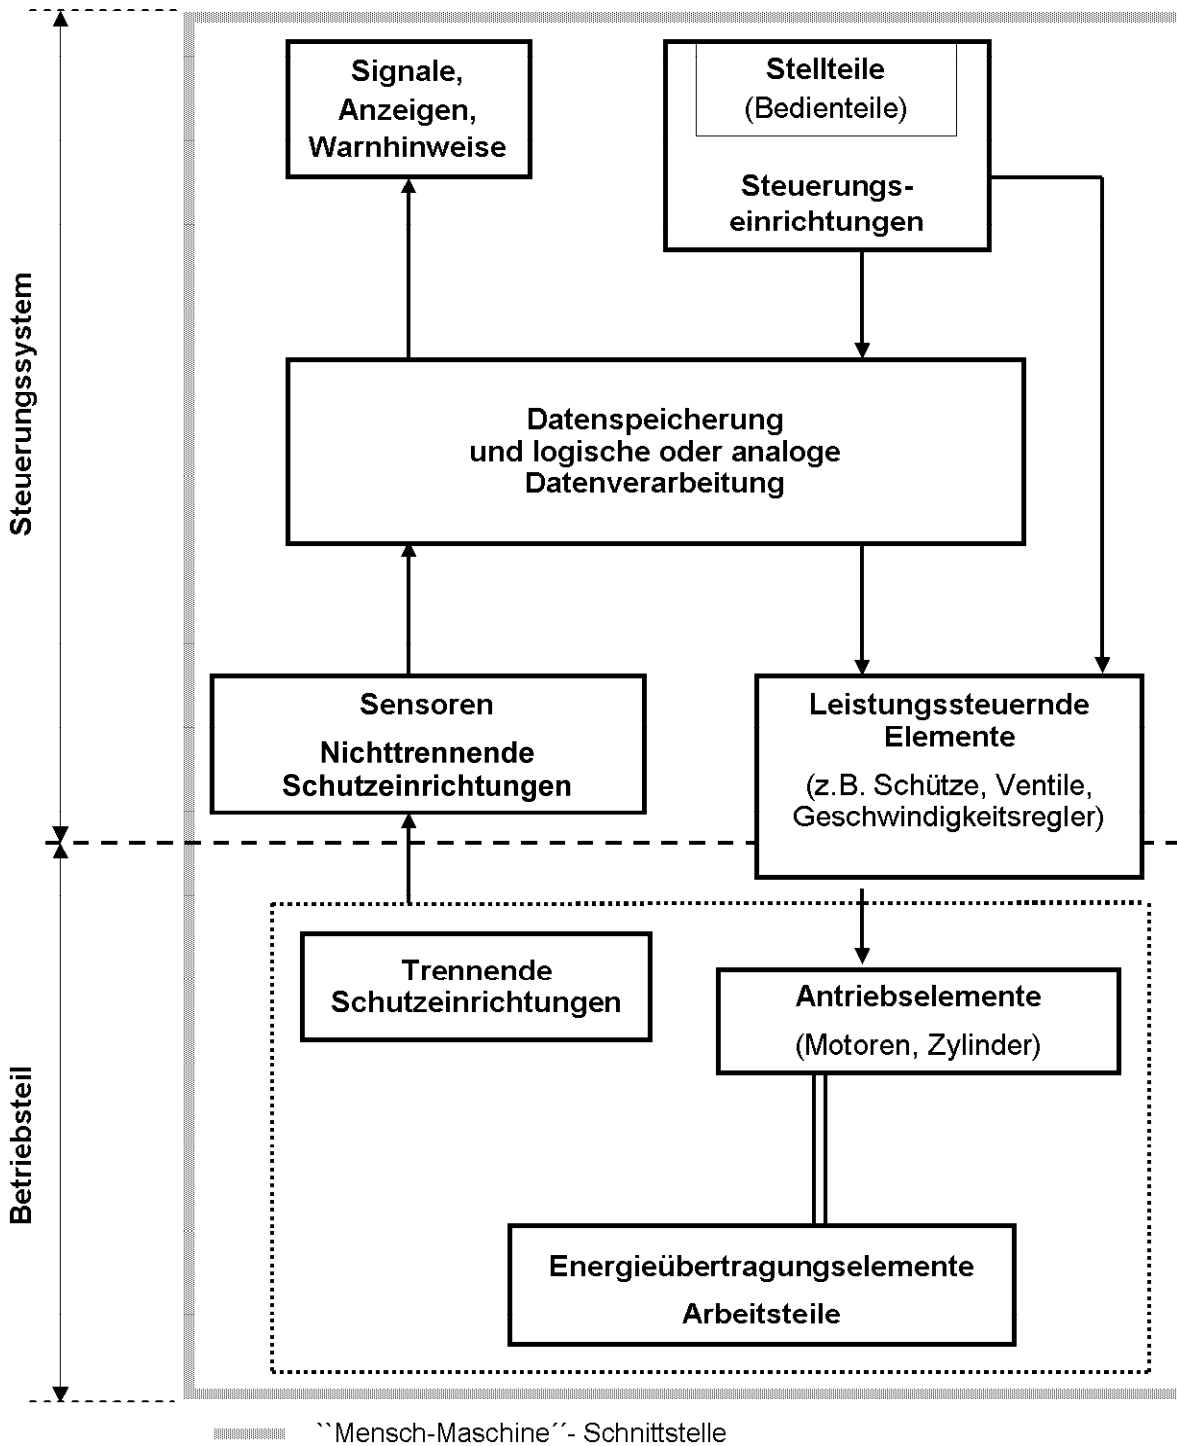 Signale,
Anzeigen,
Warnhinweise
Stellteile
(Bedienteile)
Steuerungs-
einrichtungen
Steuerungssystem
Datenspeicherung
und logische oder analoge
Datenverarbeitung
Sensoren
Nichttrennende
Schutzeinrichtungen
Leistungssteuernde
Elemente
(z.B. Schütze, Ventile,
Geschwindigkeitsregler)
Betriebsteil
Trennende
Schutzeinrichtungen
Antriebselemente
(Motoren, Zylinder)
Energieübertragungselemente
Arbeitsteile
``Mensch-Maschine´´- Schnittstelle